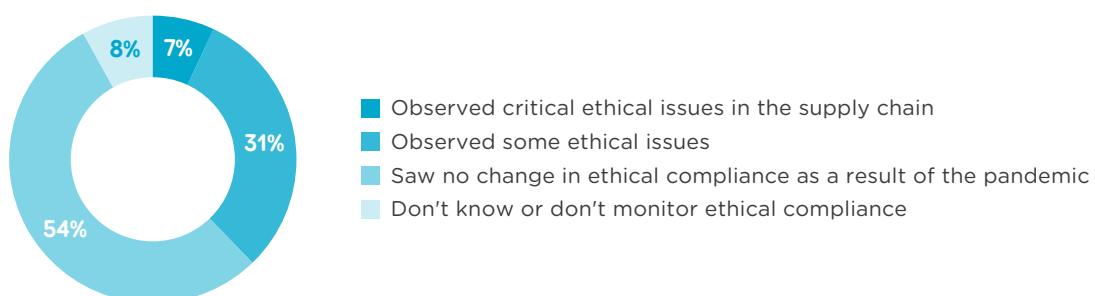 8%
7%
31%
54%
Observed critical ethical issues in the supply chain
Observed some ethical issues
Saw no change in ethical compliance as a result of the pandemic
Don't know or don't monitor ethical compliance